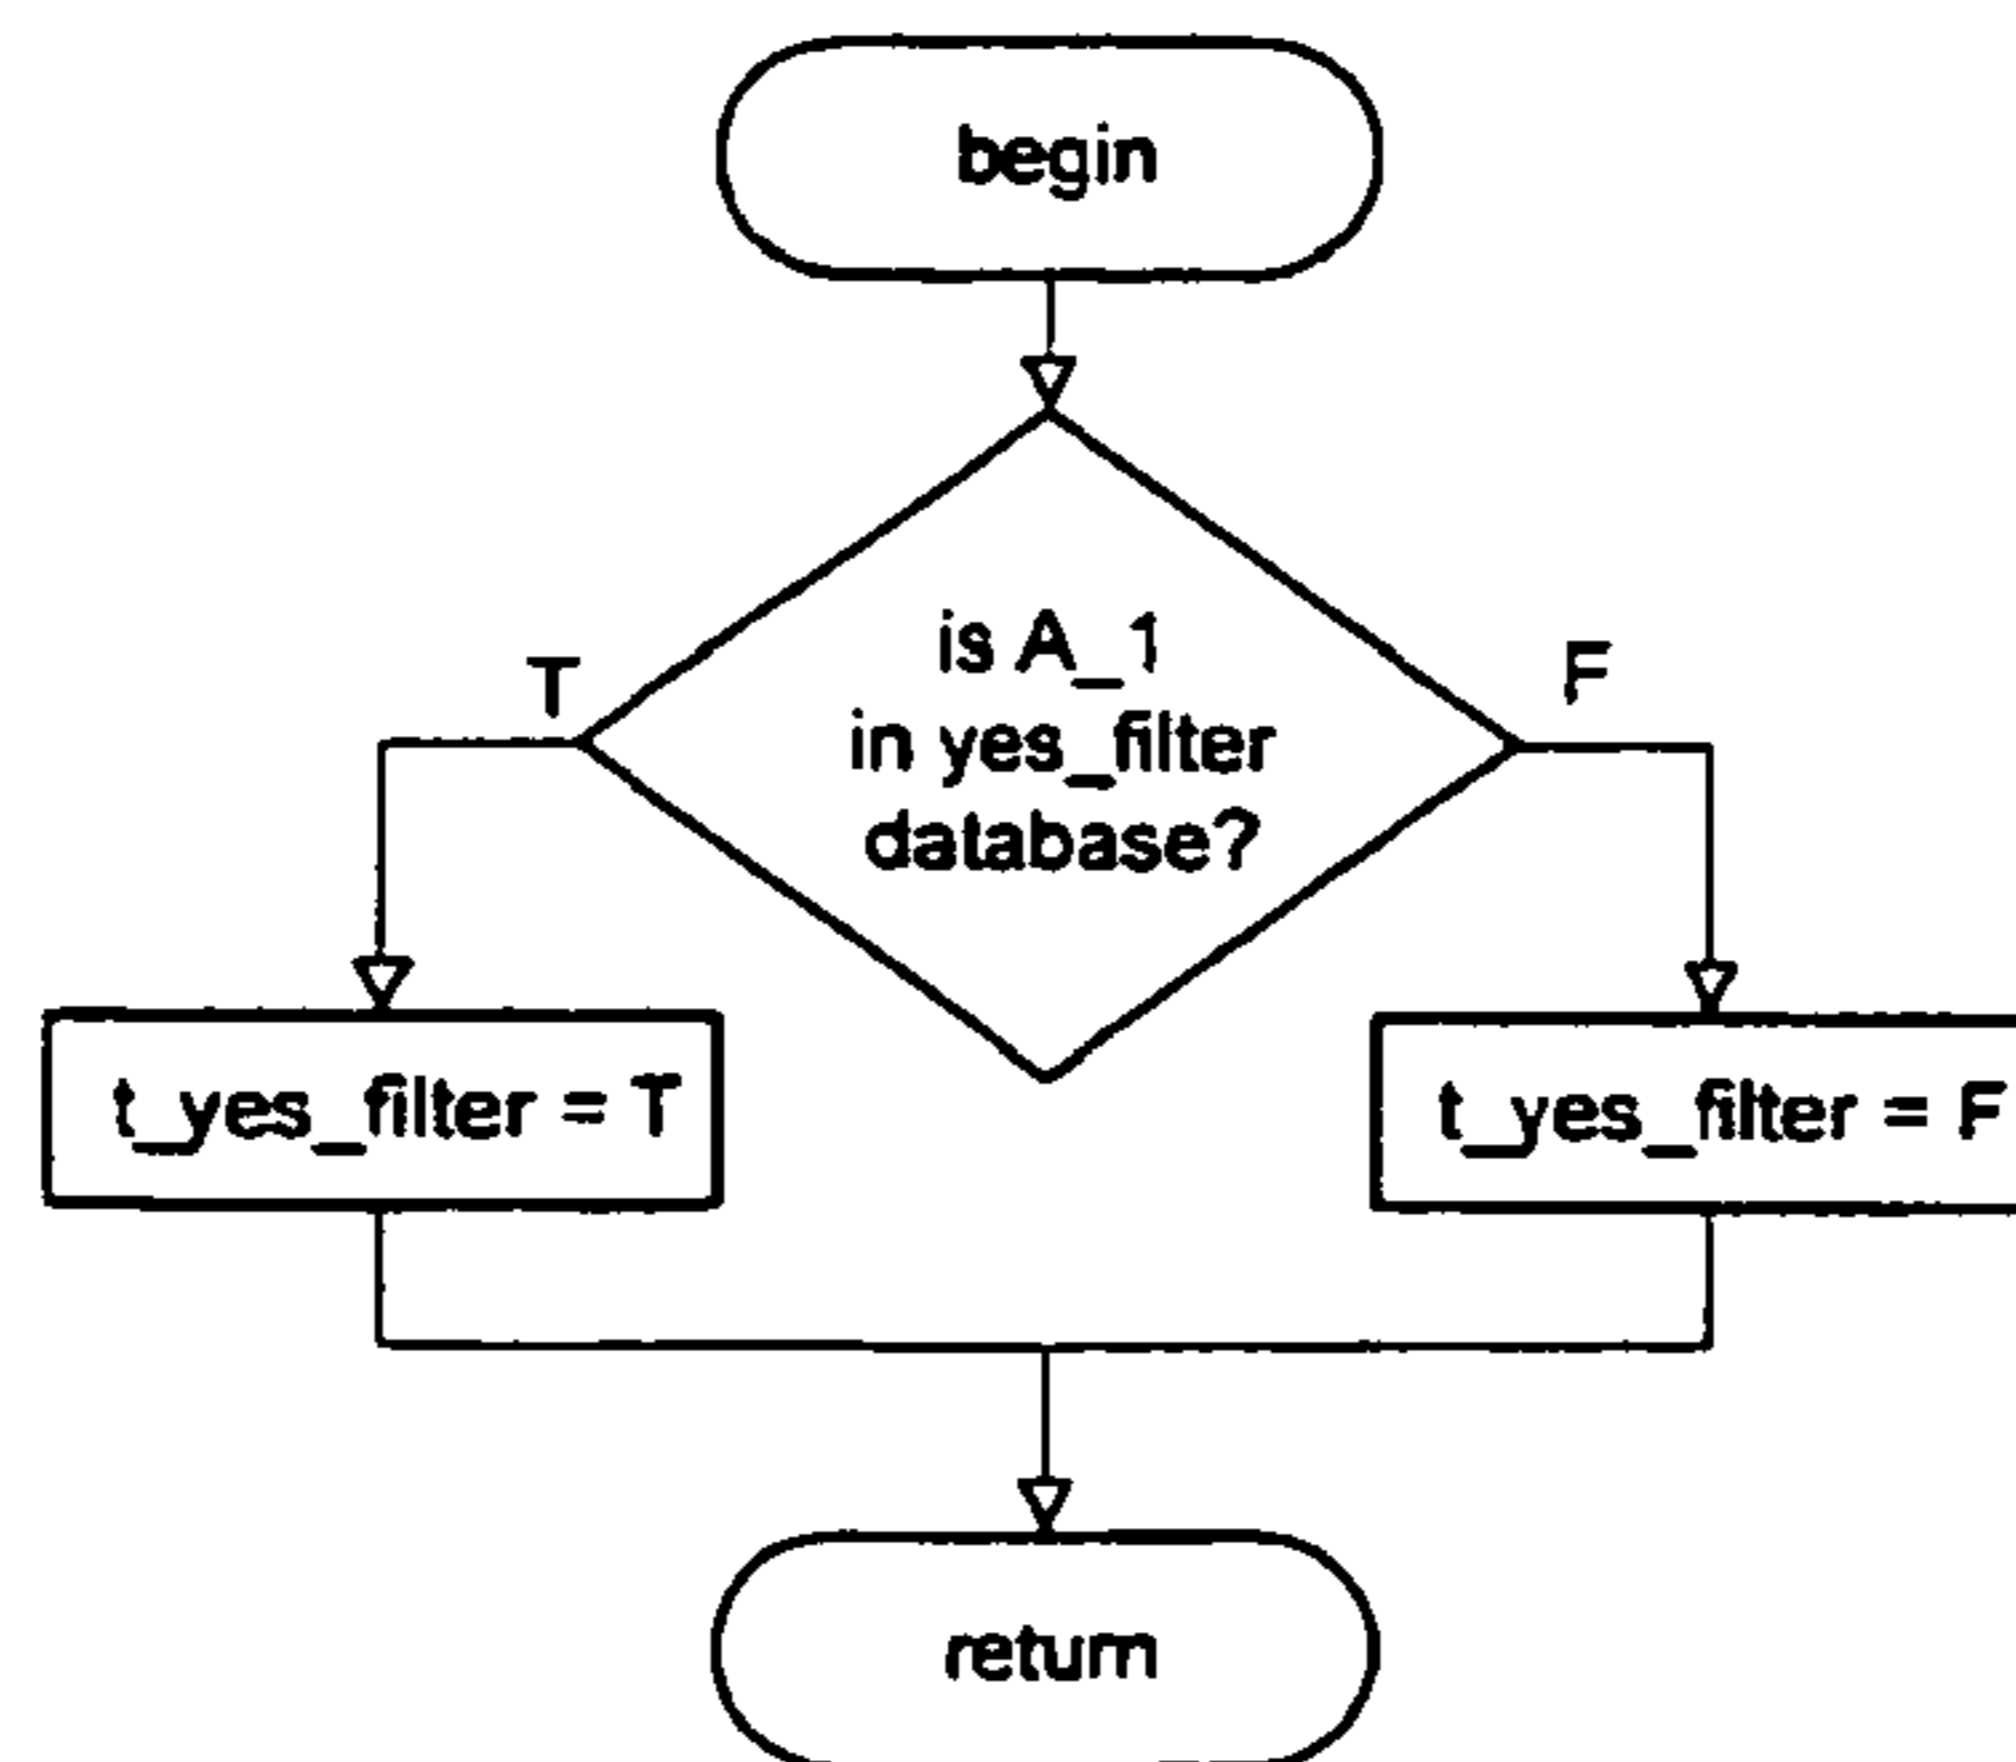 begin
is A_1
in yes_filter
database?
T
F
t_yes_filter = T
t_yes_filter = F
return